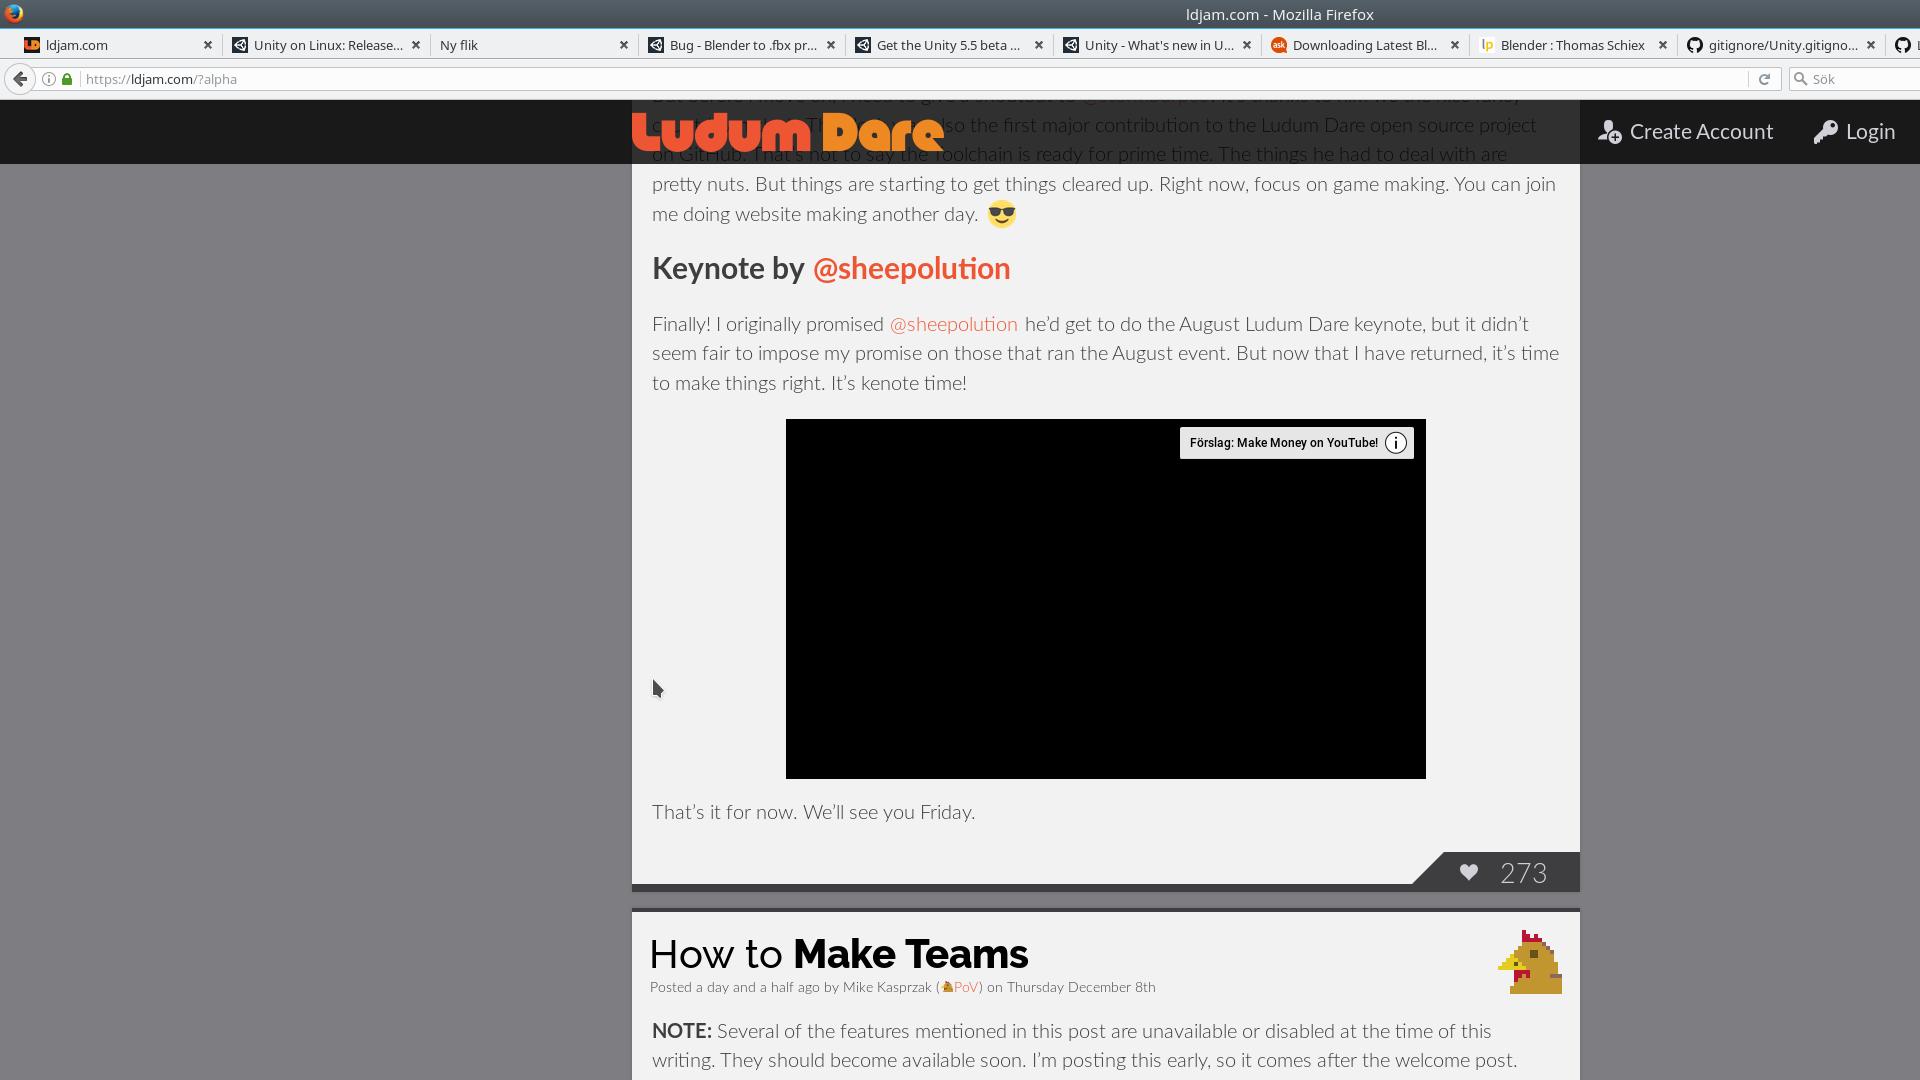 ldjam.com - Mozilla Firefox
ldjam.com
Unity on Linux: Release...
Ny flik
Bug - Blender to .fbx pr...
Get the Unity 5.5 beta ...
Unity - What's new in U...
Downloading Latest Bl...
Blender : Thomas Schiex
gitignore/Unity.gitigno...
https://ldjam.com/?alpha
Sök
Ludum Dare
Create Account
Login
also the first major contribution to the Ludum Dare open source project
on GitHub. That's not to say the Toolchain is ready for prime time. The things he had to deal with are
pretty nuts. But things are starting to get things cleared up. Right now, focus on game making. You can join
me doing website making another day.
Keynote by @sheepolution
Finally! I originally promised @sheepolution he’d get to do the August Ludum Dare keynote, but it didn’t
seem fair to impose my promise on those that ran the August event. But now that I have returned, it’s time
to make things right. It’s kenote time!
Förslag: Make Money on YouTube!
That’s it for now. We’ll see you Friday.
273
How to Make Teams
Posted a day and a half ago by Mike Kasprzak (PoV) on Thursday December 8th
NOTE: Several of the features mentioned in this post are unavailable or disabled at the time of this
writing. They should become available soon. I’m posting this early, so it comes after the welcome post.